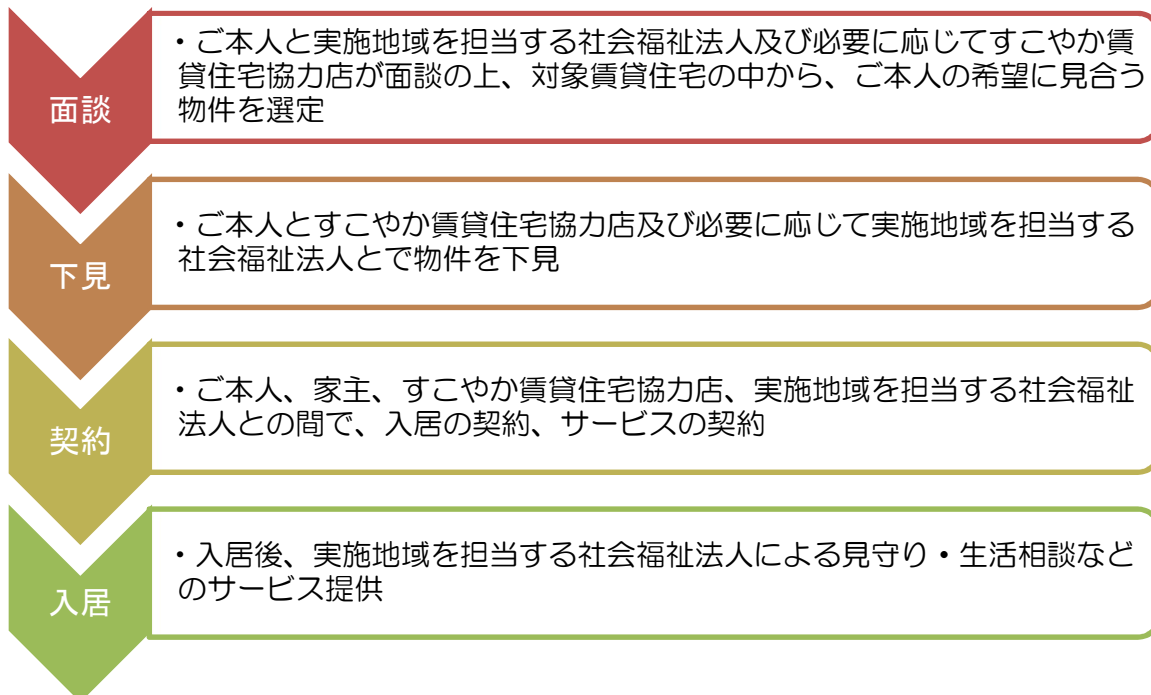 面談
・ご本人と実施地域を担当する社会福祉法人及び必要に応じてすこやか賃
貸住宅協力店が面談の上、対象賃貸住宅の中から、ご本人の希望に見合う
物件を選定
下見
・ご本人とすこやか賃貸住宅協力店及び必要に応じて実施地域を担当する
社会福祉法人とで物件を下見
契約
・ご本人、家主、すこやか賃貸住宅協力店、実施地域を担当する社会福祉
法人との間で、入居の契約、サービスの契約
入居
・入居後、実施地域を担当する社会福祉法人による見守り・生活相談など
のサービス提供